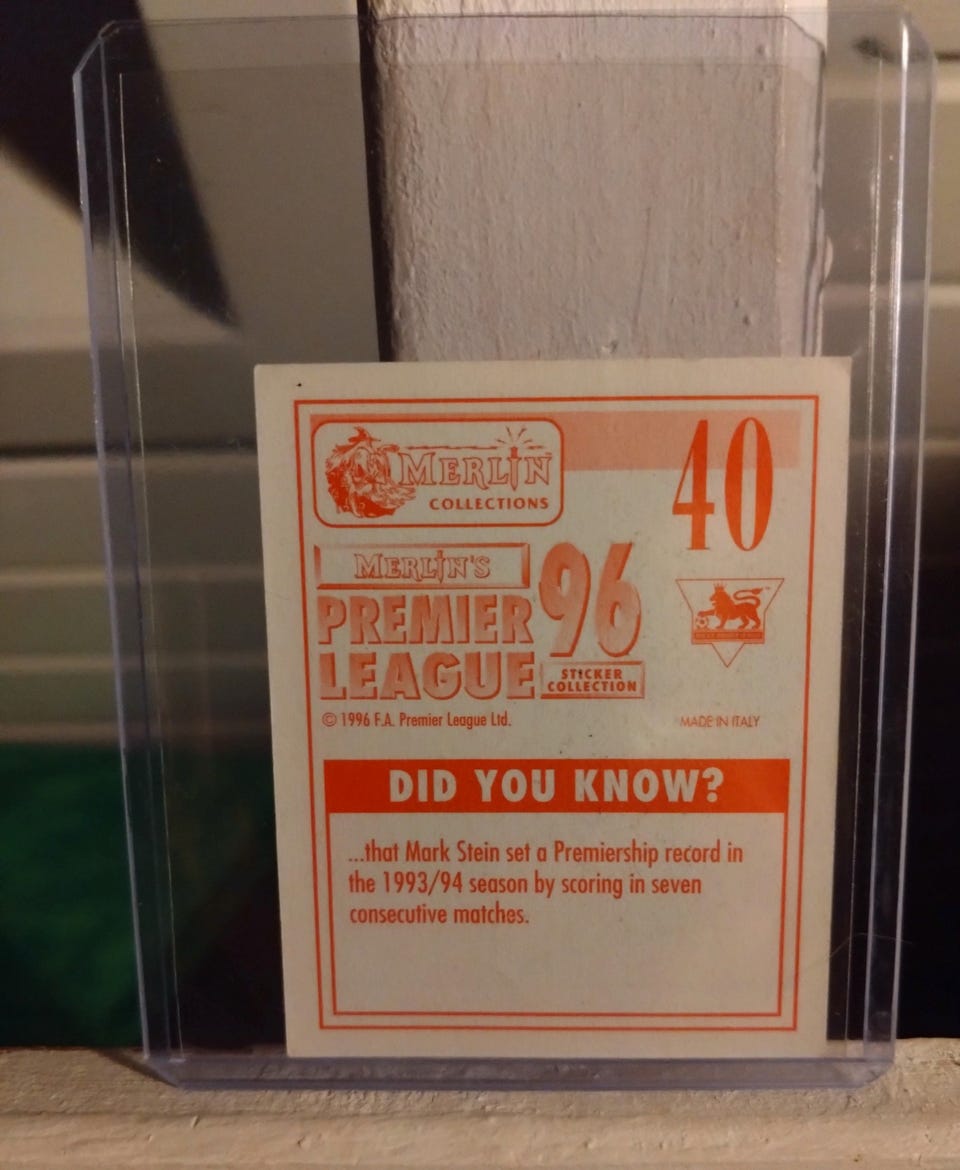 MERLIN
COLLECTIONS
40
MERLIN'S
PREMIER
LEAGUE
96
STICKER
COLLECTION
© 1996 F.A. Premier League Ltd.
MADE IN ITALY
DID YOU KNOW?
...that Mark Stein set a Premiership record in
the 1993/94 season by scoring in seven
consecutive matches.